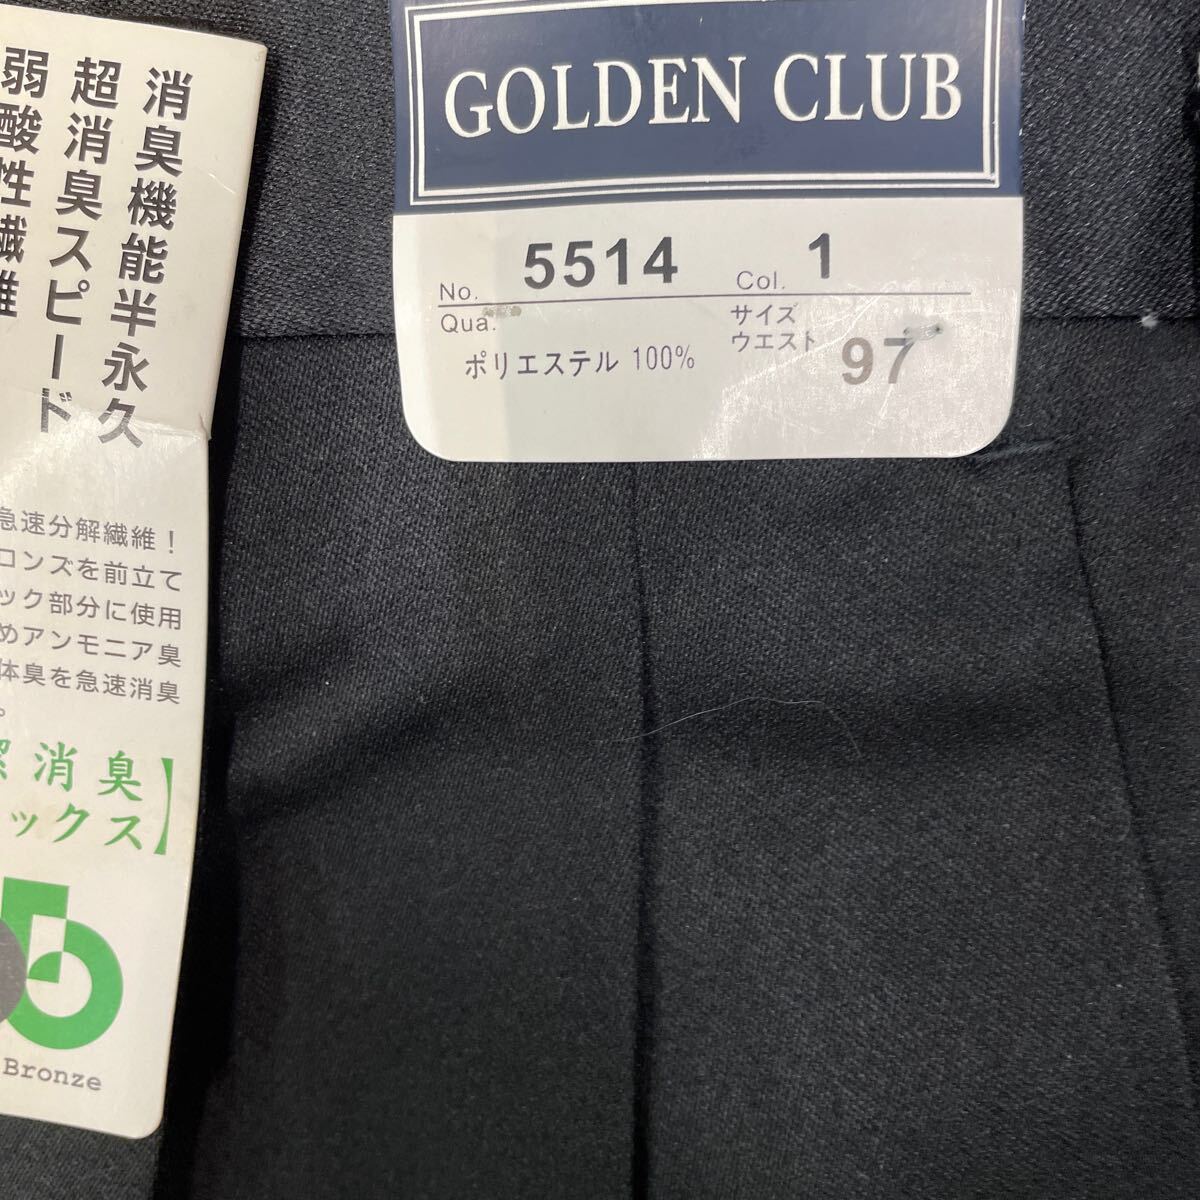 GOLDEN CLUB
No. 5514 Col. 1
Qua. サイズ
ポリエステル 100% ウエスト 97
消臭機能半永久
超消臭スピード
弱酸性繊維
急速分解繊維！
ロンズを前立て
ック部分に使用
めアンモニア臭
体臭を急速消臭
。
消臭
ックス】
Bronze